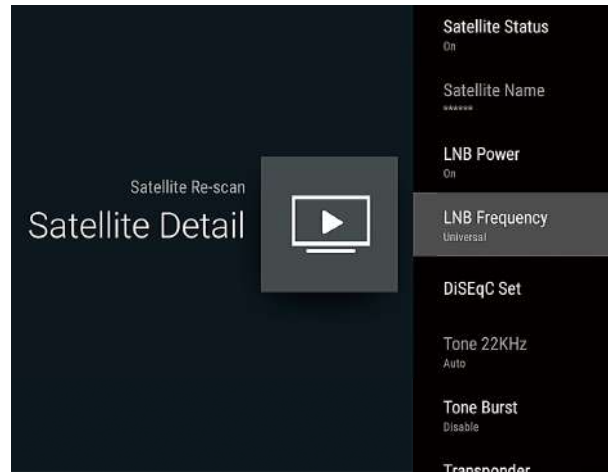 Satellite Re-scan
Satellite Detail
Satellite Status
On
Satellite Name
******
LNB Power
On
LNB Frequency
Universal
DiSEqC Set
Tone 22KHz
Auto
Tone Burst
Disable
Transponder